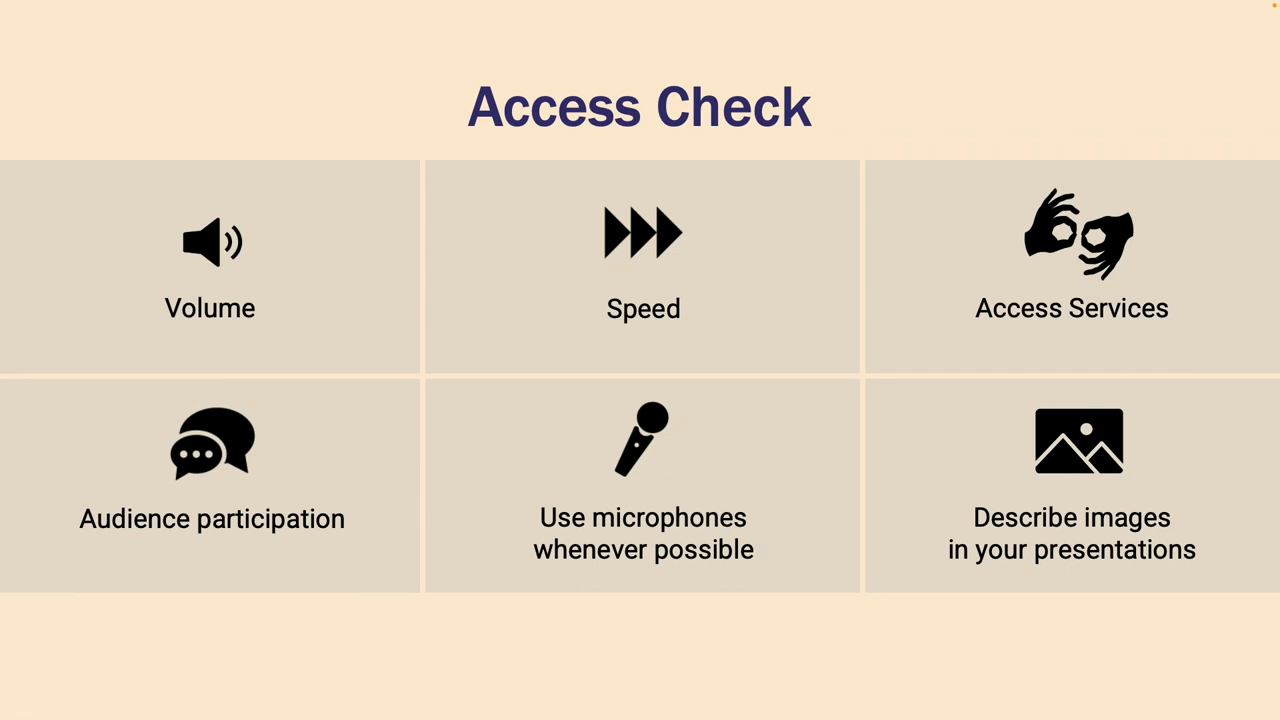 Access Check
Volume
Speed
Access Services
Audience participation
Use microphones
whenever possible
Describe images
in your presentations